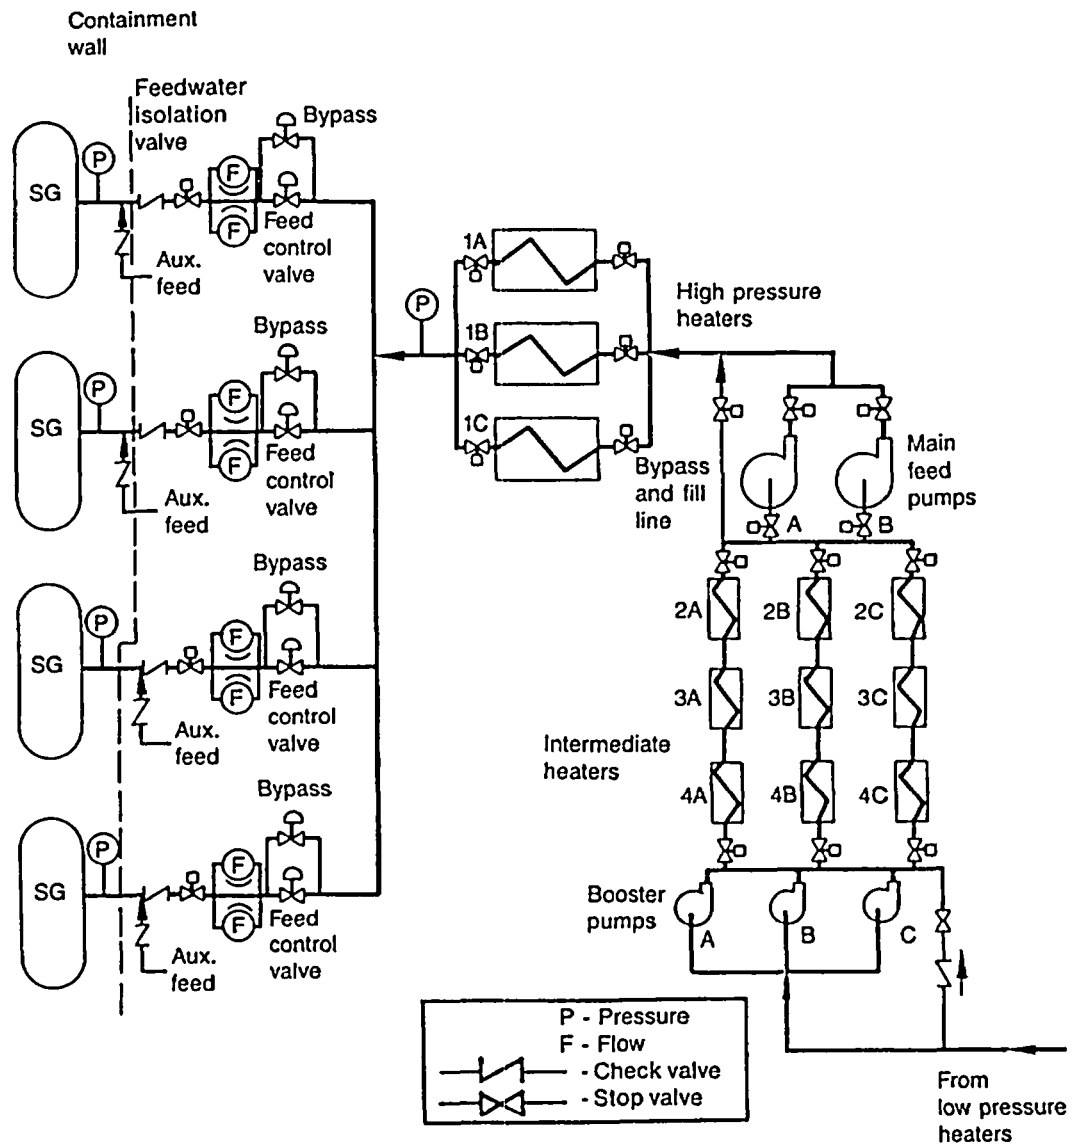 Containment
wall
Feedwater
isolation
valve
Bypass
P
F
SG
F
Feed
control
valve
Aux.
feed
1A
High pressure
heaters
P
1B
Bypass
P
F
SG
F
Feed
control
valve
Aux.
feed
1C
Bypass
and fill
line
Main
feed
pumps
A
B
Bypass
P
F
SG
F
Feed
control
valve
Aux.
feed
2A
2B
2C
3A
3B
3C
Intermediate
heaters
4A
4B
4C
Bypass
P
F
SG
F
Feed
control
valve
Aux.
feed
Booster
pumps
A
B
C
P - Pressure
F - Flow
- Check valve
- Stop valve
From
low pressure
heaters